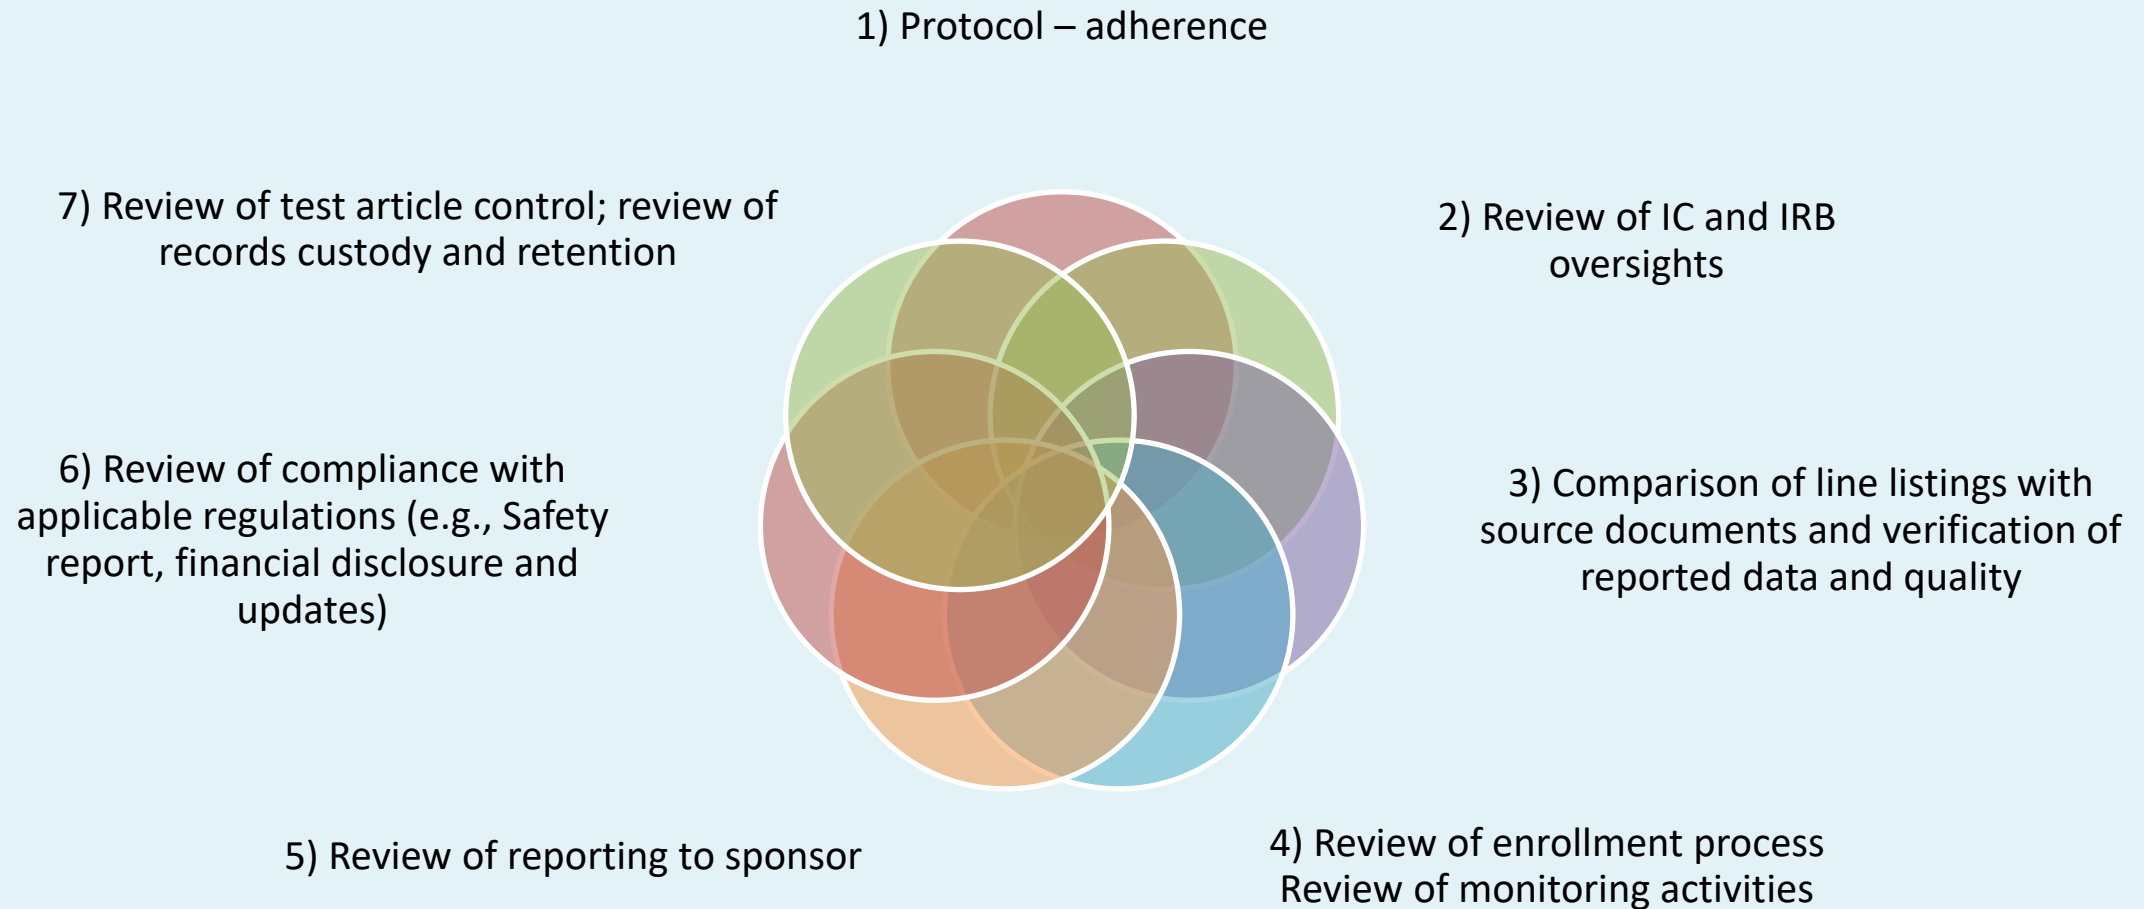 1) Protocol – adherence
2) Review of IC and IRB
oversights
3) Comparison of line listings with
source documents and verification of
reported data and quality
4) Review of enrollment process
Review of monitoring activities
5) Review of reporting to sponsor
6) Review of compliance with
applicable regulations (e.g., Safety
report, financial disclosure and
updates)
7) Review of test article control; review of
records custody and retention